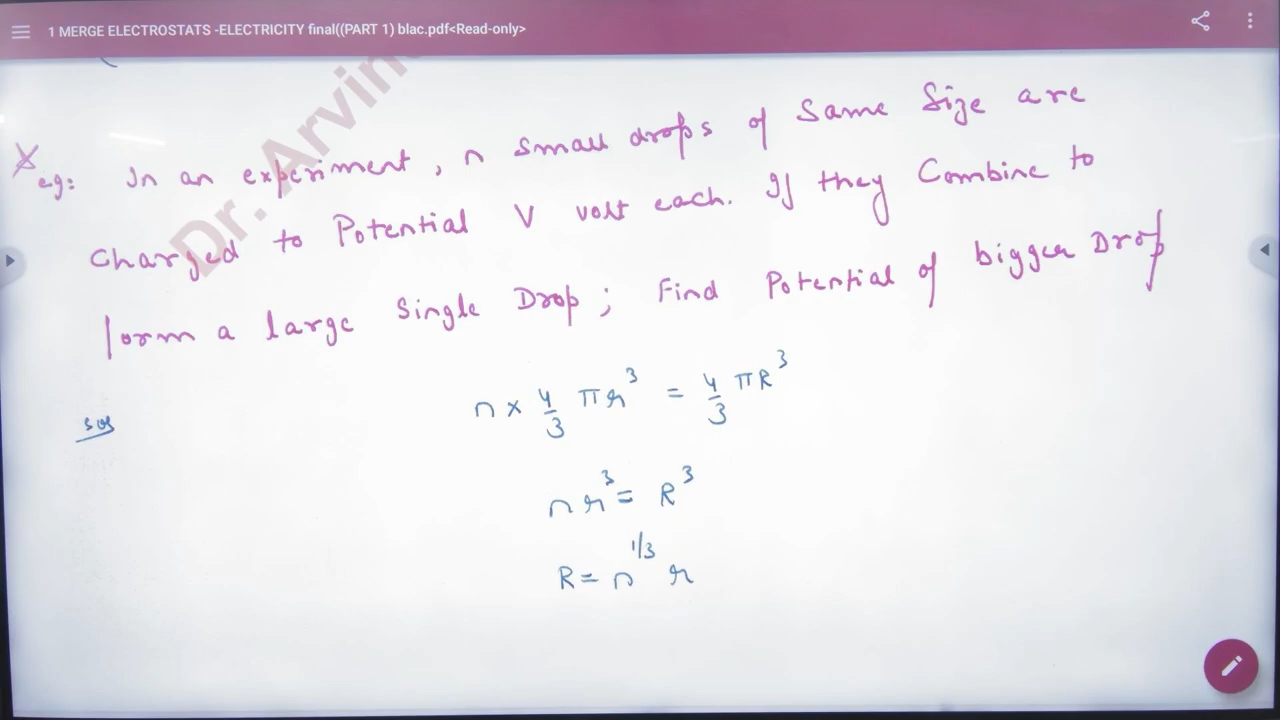 1 MERGE ELECTROSTATS -ELECTRICITY final((PART 1) blac.pdf<Read-only>
Dr. Arvin
eg: In an experiment, n small drops of same size are
charged to Potential V volt each. If they combine to
form a large single Drop; Find Potential of bigger Drop
sol
n × 4/3 πr³ = 4/3 πR³
nr³ = R³
R = n^1/3 r